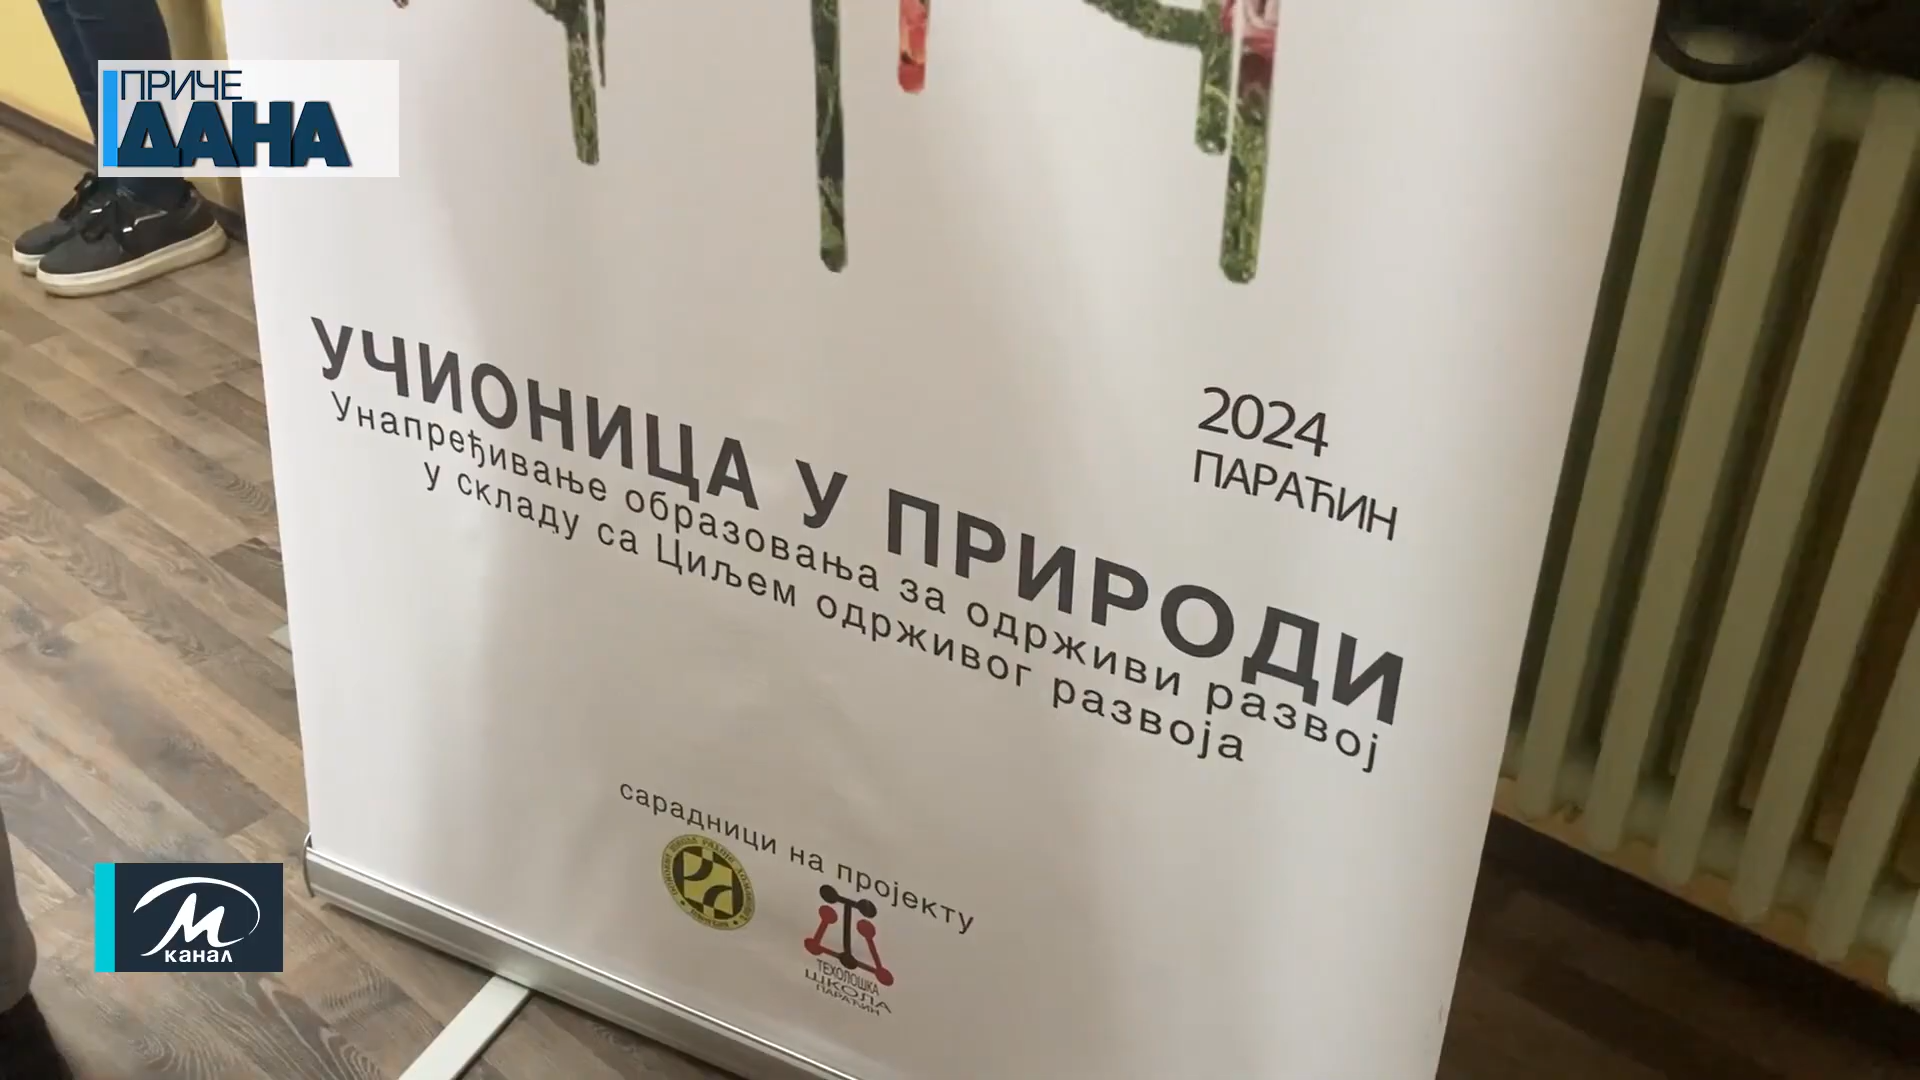 ПРИЧЕ
ДАНА
2024
ПАРАЋИН
УЧИОНИЦА У ПРИРОДИ
Унапређивање образовања за одрживи развој
у складу са Циљем одрживог развоја
сарадници на пројекту
ТЕХОЛОШКА
ШКОЛА
ПАРАЋИН
М
канал